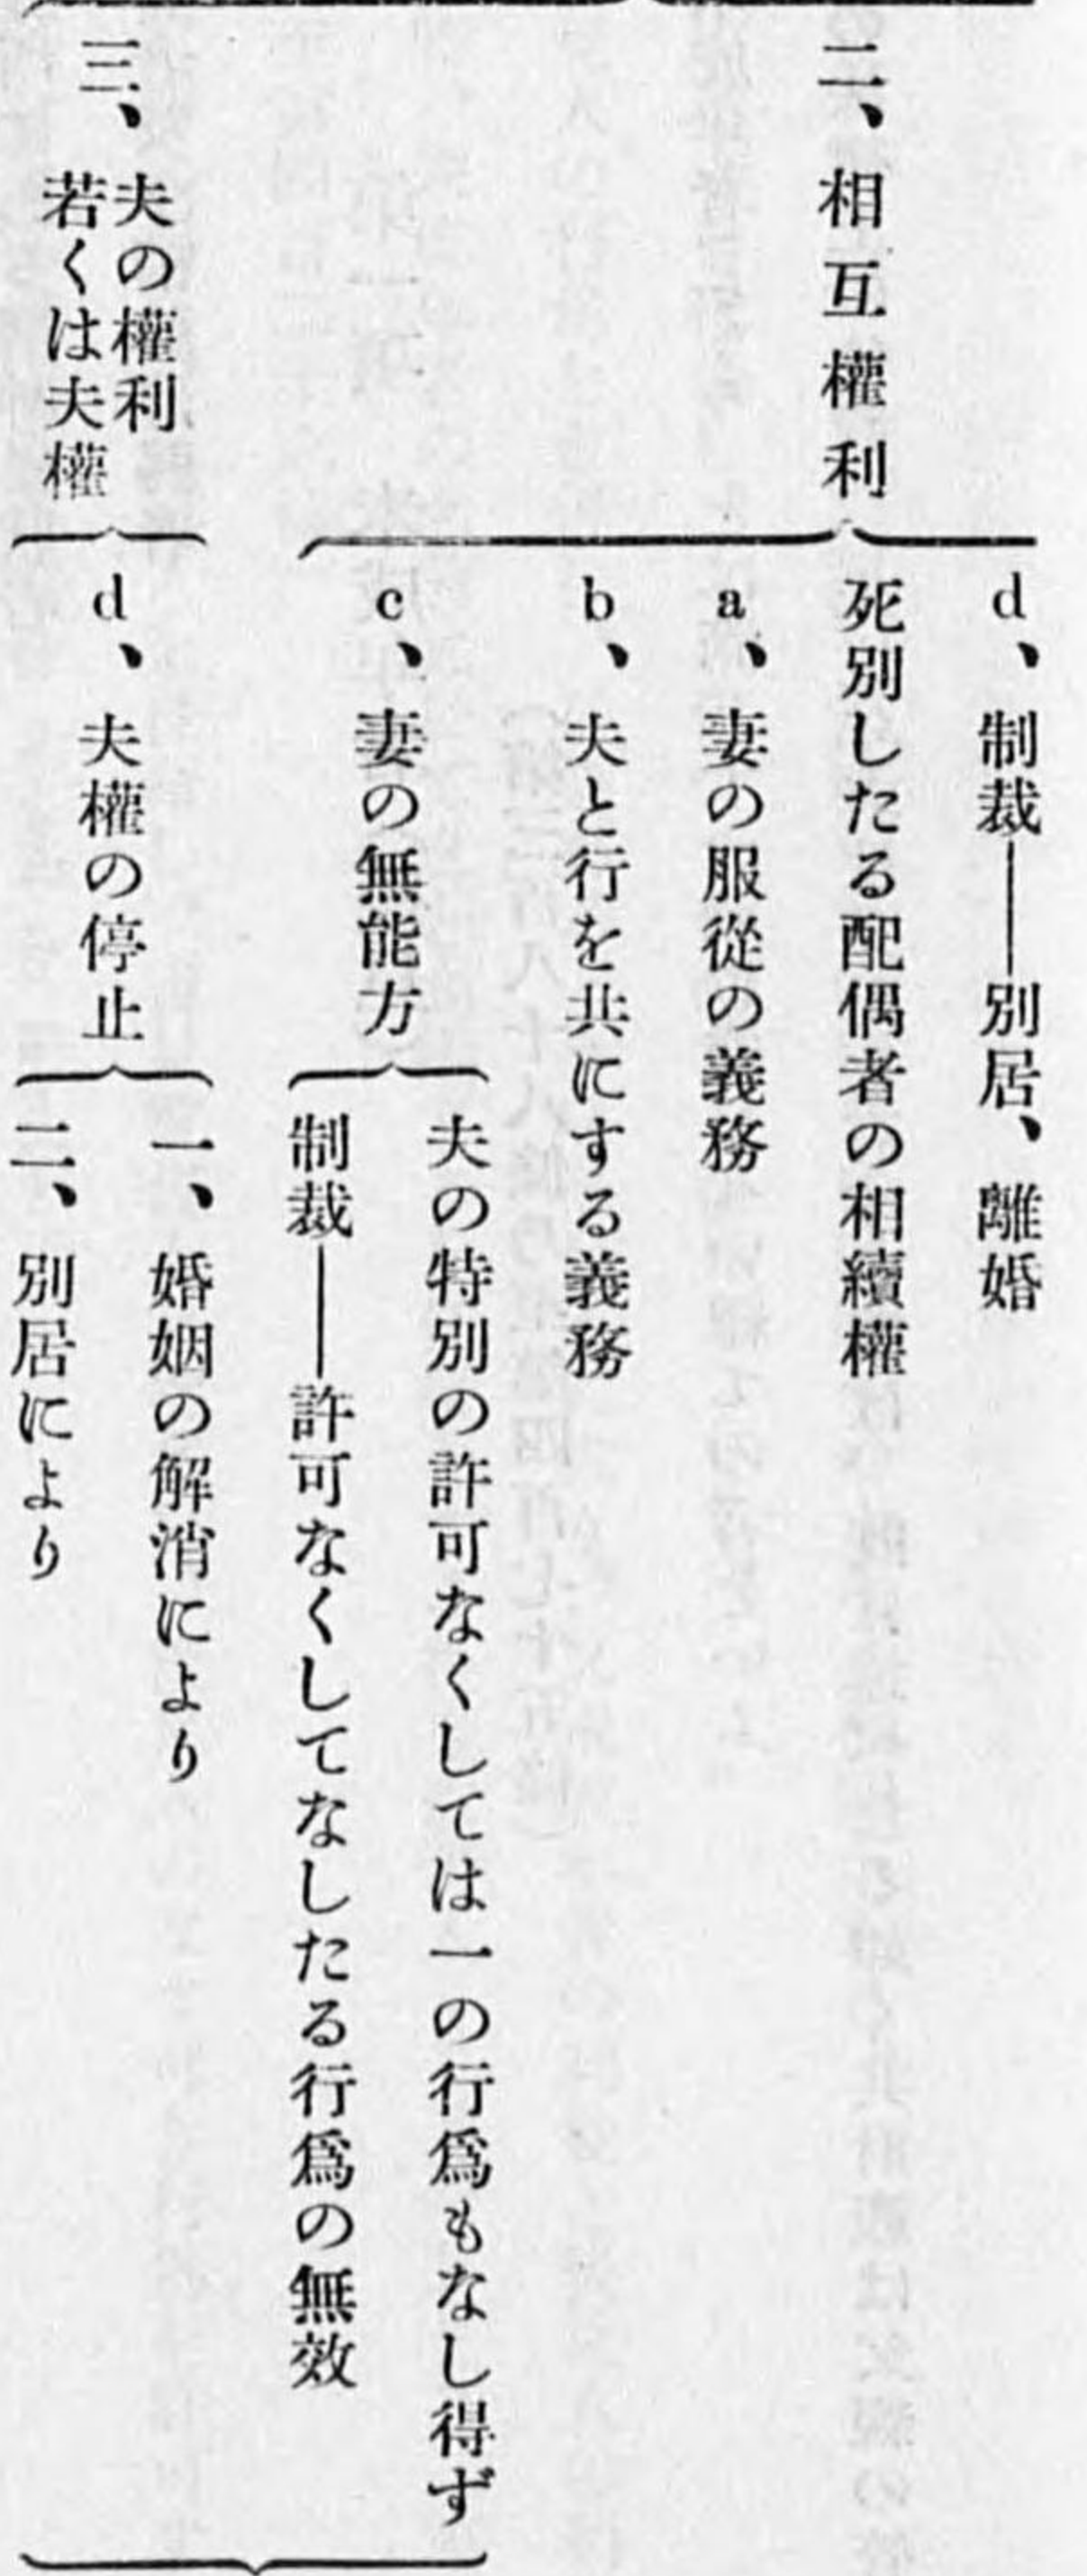 d、制裁――別居、離婚
二、相互權利
死別したる配偶者の相續權
a、妻の服從の義務
b、夫と行を共にする義務
c、妻の無能方
夫の特別の許可なくしては一の行爲もなし得ず
制裁――許可なくしてなしたる行爲の無效
三、夫の權利
若くは夫權
d、夫權の停止
一、婚姻の解消により
二、別居により